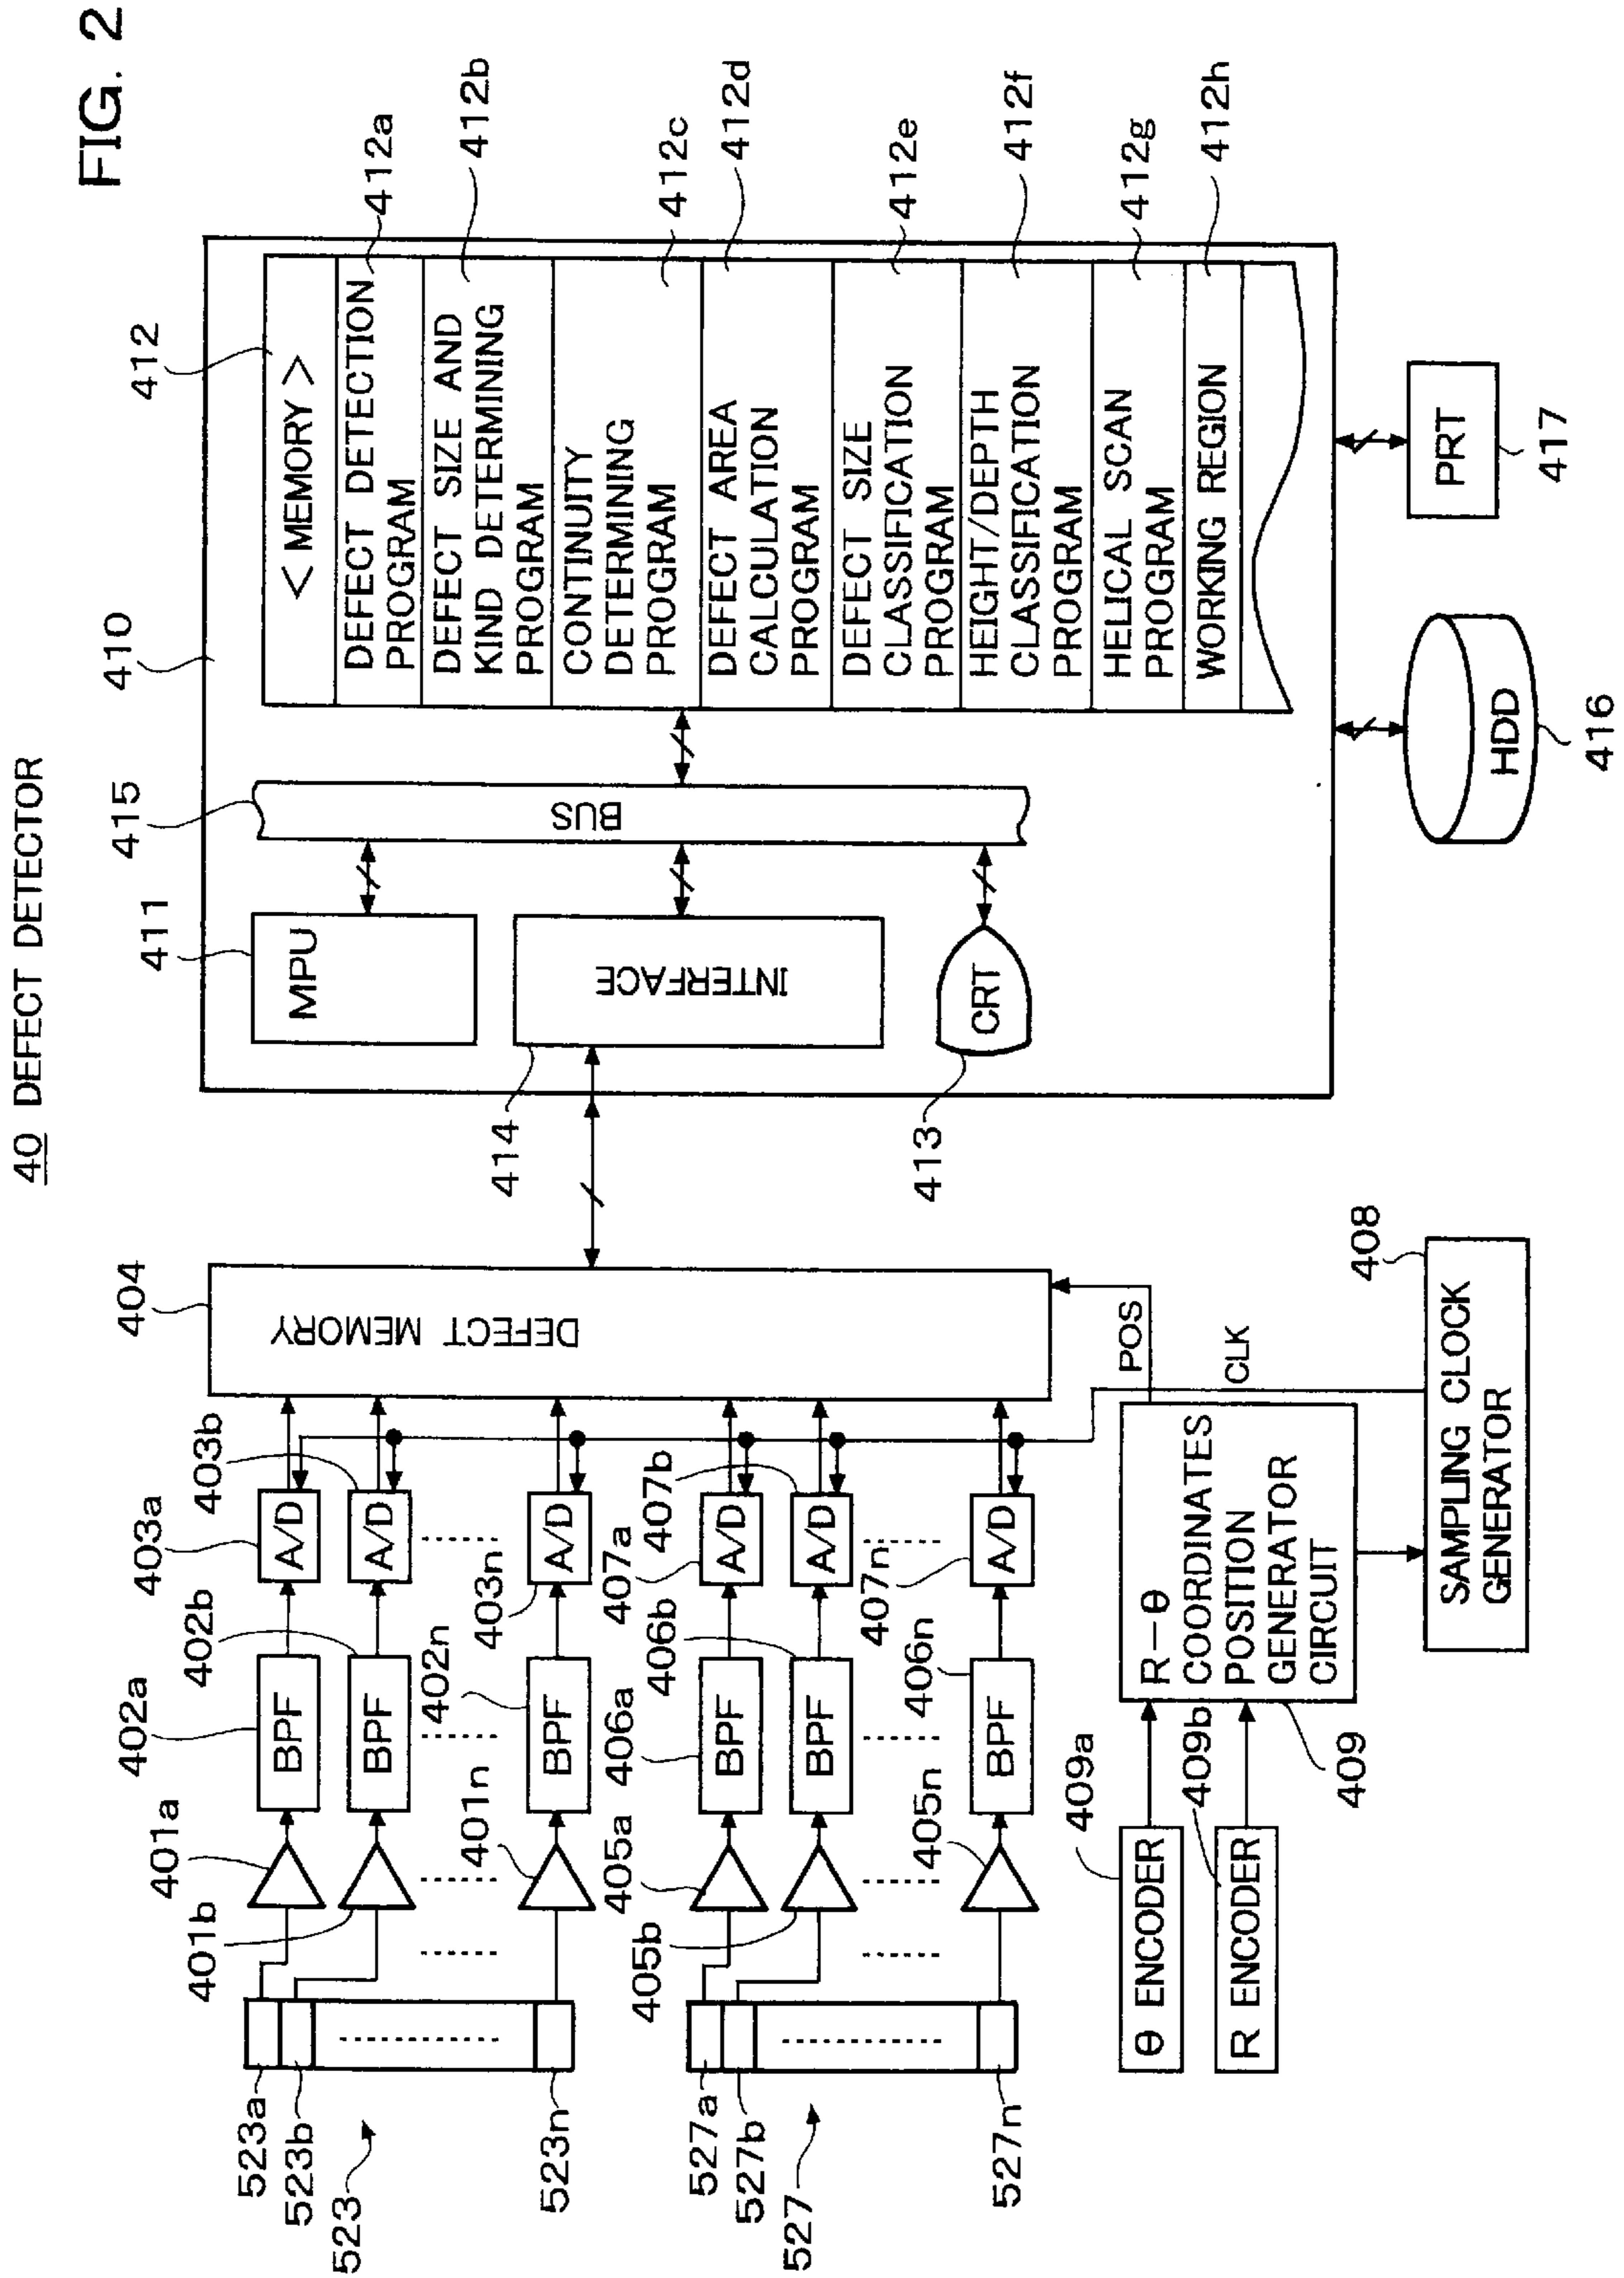 FIG. 2
40 DEFECT DETECTOR
523a
523b
523
523n
527a
527b
527
527n
401a
401b
401n
405a
405b
405n
402a
402b
402n
406a
406b
406n
BPF
BPF
BPF
BPF
BPF
BPF
403a
403b
403n
407a
407b
407n
A/D
A/D
A/D
A/D
A/D
A/D
404
DEFECT MEMORY
POS
CLK
θ ENCODER
409a
R ENCODER
409b
R-θ
COORDINATES
POSITION
GENERATOR
CIRCUIT
409
408
SAMPLING CLOCK
GENERATOR
410
411
MPU
414
INTERFACE
413
CRT
415
BUS
412
<MEMORY>
DEFECT DETECTION
PROGRAM
412a
DEFECT SIZE AND
KIND DETERMINING
PROGRAM
412b
CONTINUITY
DETERMINING
PROGRAM
412c
DEFECT AREA
CALCULATION
PROGRAM
412d
DEFECT SIZE
CLASSIFICATION
PROGRAM
412e
HEIGHT/DEPTH
CLASSIFICATION
PROGRAM
412f
HELICAL SCAN
PROGRAM
412g
WORKING REGION
412h
HDD
416
PRT
417